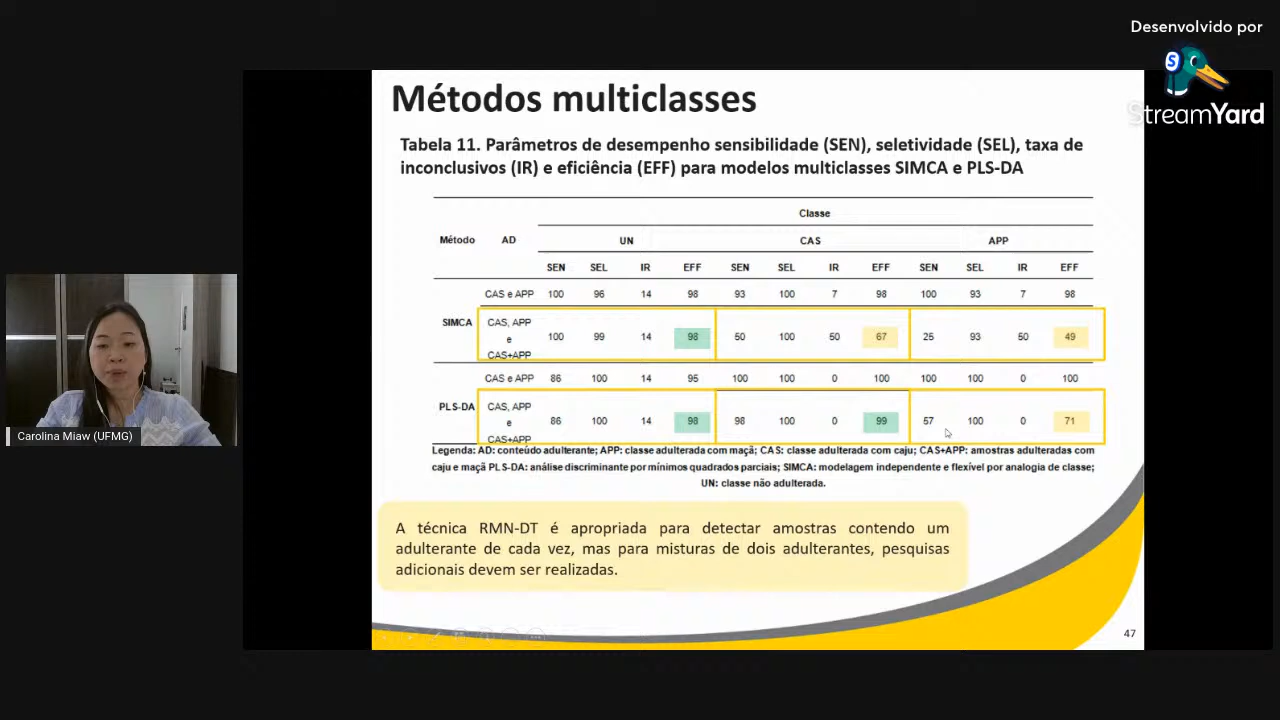 Desenvolvido por
StreamYard
Métodos multiclasses
Tabela 11. Parâmetros de desempenho sensibilidade (SEN), seletividade (SEL), taxa de
inconclusivos (IR) e eficiência (EFF) para modelos multiclasses SIMCA e PLS-DA
Classe
Método AD UN CAS APP
SEN SEL IR EFF SEN SEL IR EFF SEN SEL IR EFF
CAS e APP 100 96 14 98 93 100 7 98 100 93 7 98
SIMCA CAS, APP
e 100 99 14 98 50 100 50 67 25 93 50 49
CAS+APP
CAS e APP 86 100 14 95 100 100 0 100 100 100 0 100
PLS-DA CAS, APP
e 86 100 14 98 98 100 0 99 57 100 0 71
CAS+APP
Legenda: AD: conteúdo adulterante; APP: classe adulterada com maçã; CAS: classe adulterada com caju; CAS+APP: amostras adulteradas com
caju e maçã PLS-DA: análise discriminante por mínimos quadrados parciais; SIMCA: modelagem independente e flexível por analogia de classe;
UN: classe não adulterada.
A técnica RMN-DT é apropriada para detectar amostras contendo um
adulterante de cada vez, mas para misturas de dois adulterantes, pesquisas
adicionais devem ser realizadas.
47
Carolina Miaw (UFMG)